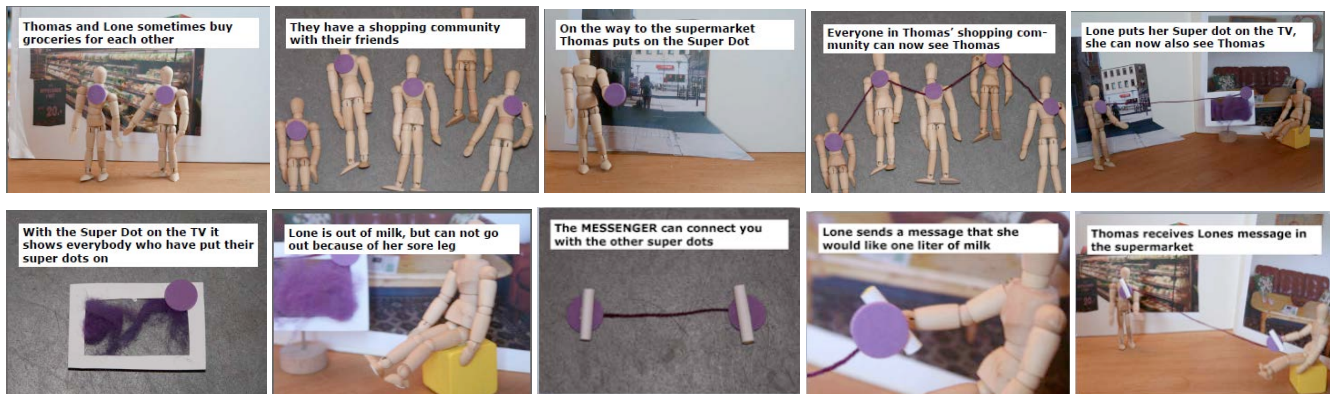 Thomas and Lone sometimes buy
groceries for each other
They have a shopping community
with their friends
On the way to the supermarket
Thomas puts on the Super Dot
Everyone in Thomas’ shopping com-
munity can now see Thomas
Lone puts her Super dot on the TV,
she can now also see Thomas
With the Super Dot on the TV it
shows everybody who have put their
super dots on
Lone is out of milk, but can not go
out because of her sore leg
The MESSENGER can connect you
with the other super dots
Lone sends a message that she
would like one liter of milk
Thomas receives Lones message in
the supermarket